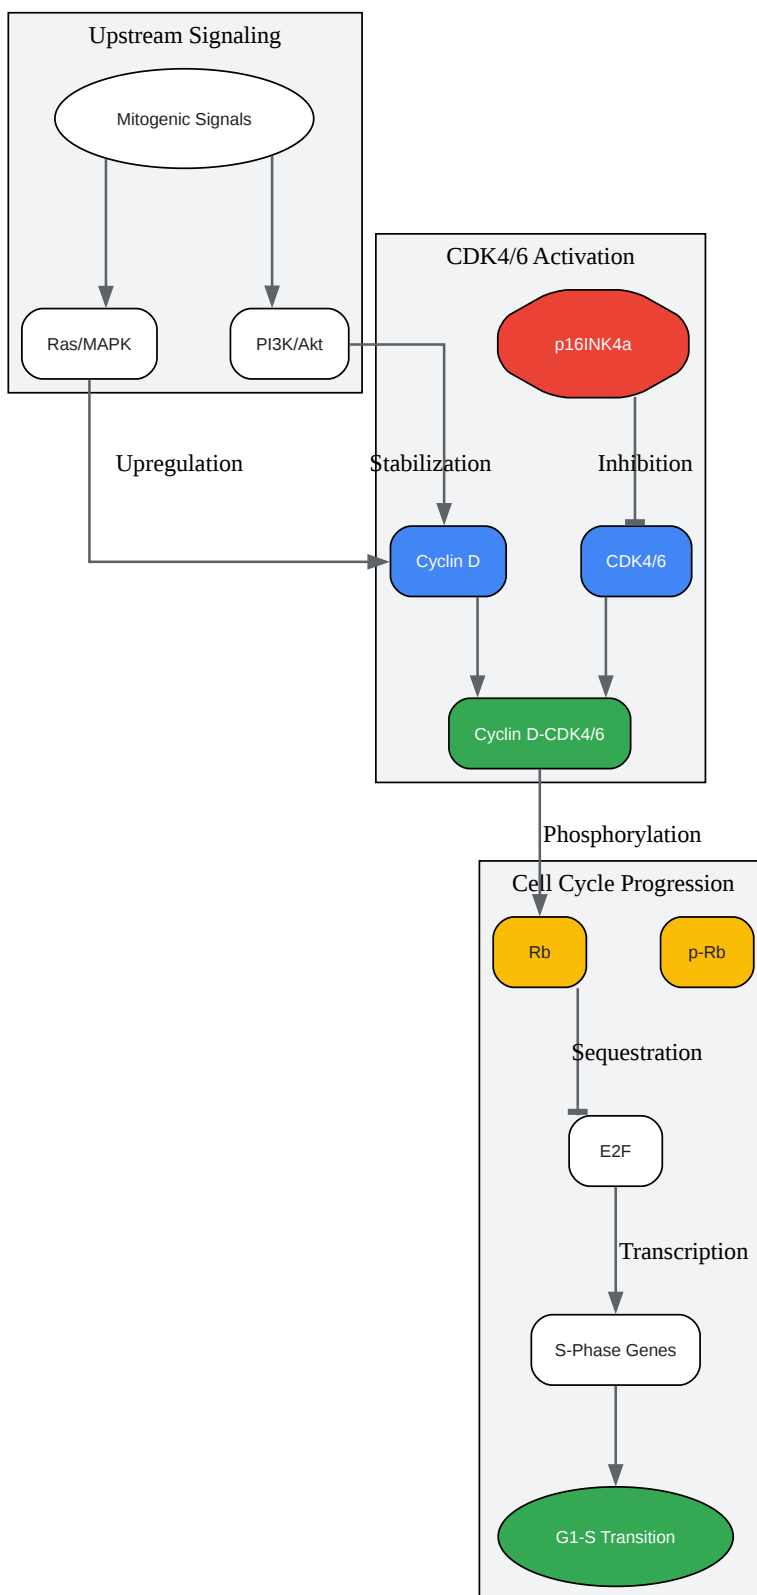 Upstream Signaling
Mitogenic Signals
Ras/MAPK
PI3K/Akt
CDK4/6 Activation
p16INK4a
Upregulation
Stabilization
Inhibition
Cyclin D
CDK4/6
Cyclin D-CDK4/6
Phosphorylation
Cell Cycle Progression
Rb
p-Rb
Sequestration
E2F
Transcription
S-Phase Genes
G1-S Transition